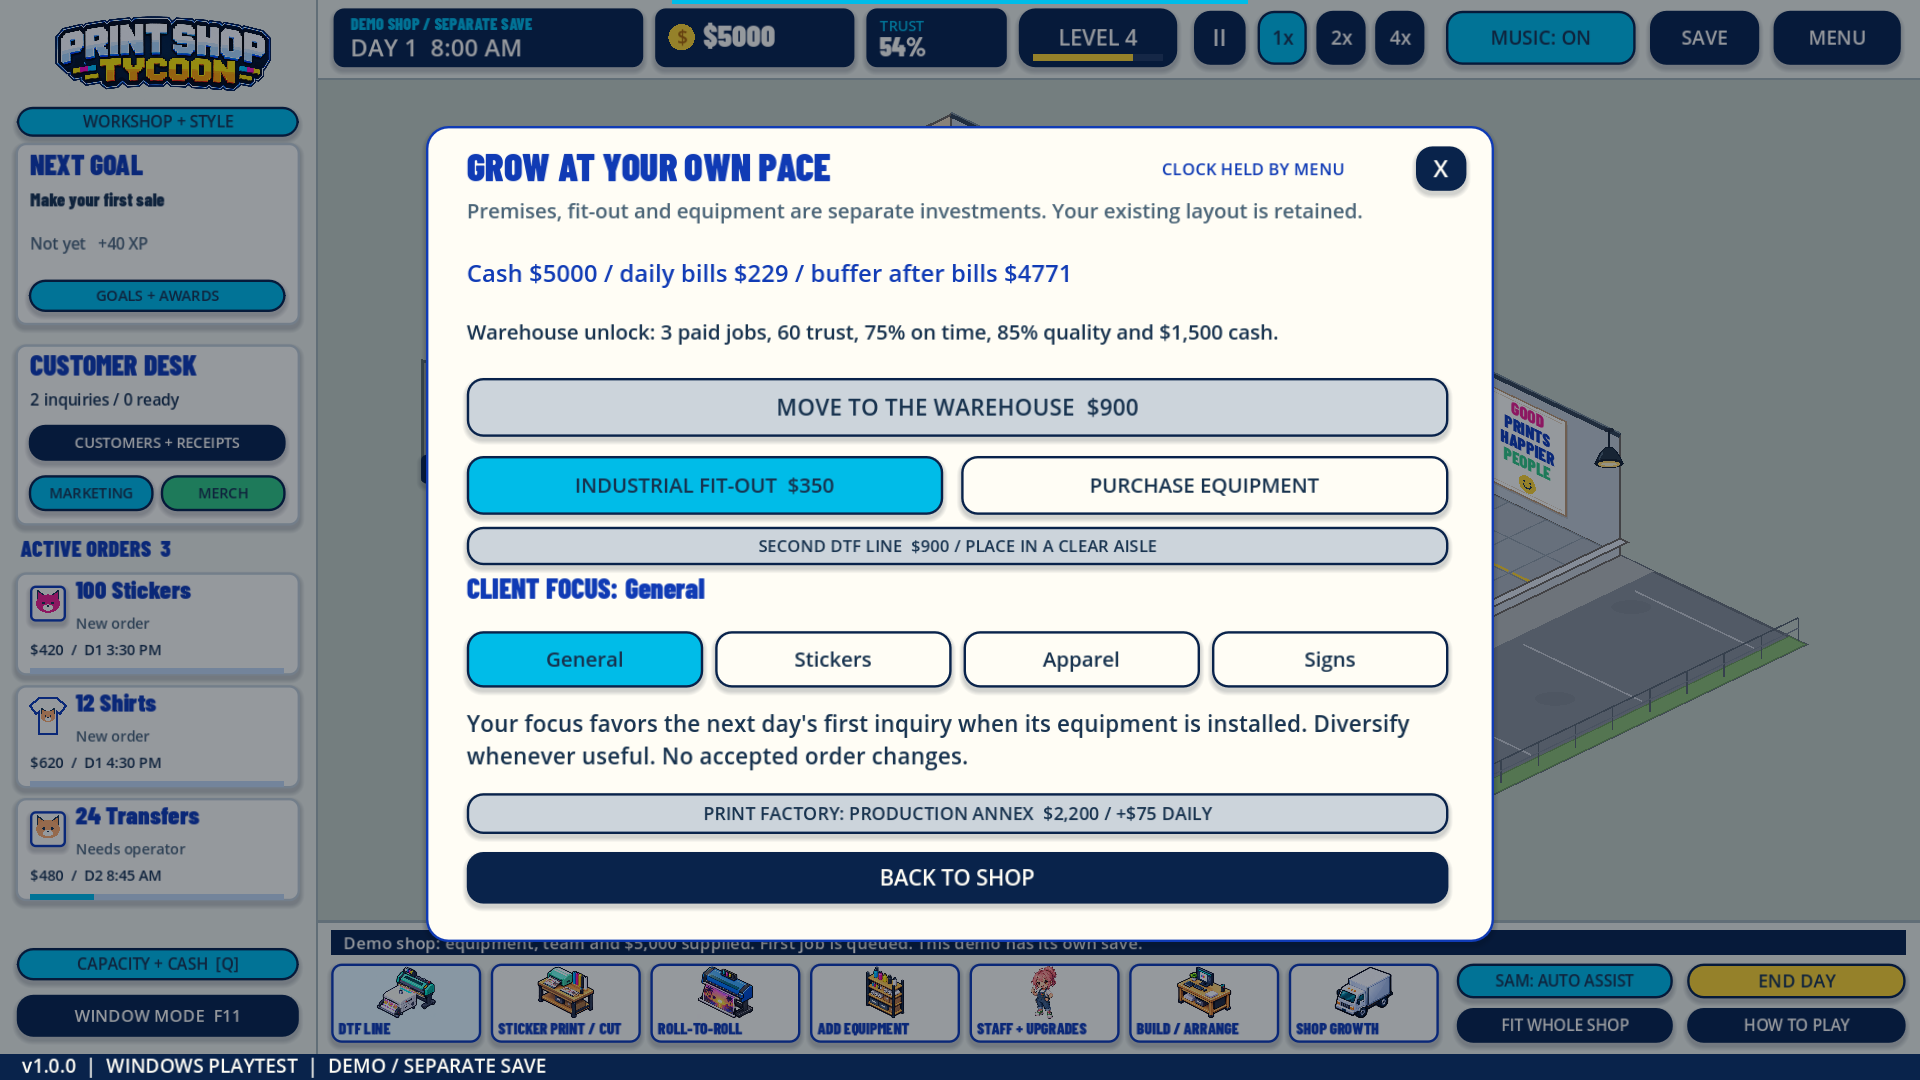 PRINT SHOP
TYCOON
DEMO SHOP / SEPARATE SAVE
DAY 1 8:00 AM
$ $5000
TRUST
54%
LEVEL 4
II
1x
2x
4x
MUSIC: ON
SAVE
MENU
WORKSHOP + STYLE
NEXT GOAL
Make your first sale
Not yet +40 XP
GOALS + AWARDS
CUSTOMER DESK
2 inquiries / 0 ready
CUSTOMERS + RECEIPTS
MARKETING
MERCH
ACTIVE ORDERS 3
100 Stickers
New order
$420 / D1 3:30 PM
12 Shirts
New order
$620 / D1 4:30 PM
24 Transfers
Needs operator
$480 / D2 8:45 AM
CAPACITY + CASH [Q]
WINDOW MODE F11
GROW AT YOUR OWN PACE
CLOCK HELD BY MENU
X
Premises, fit-out and equipment are separate investments. Your existing layout is retained.
Cash $5000 / daily bills $229 / buffer after bills $4771
Warehouse unlock: 3 paid jobs, 60 trust, 75% on time, 85% quality and $1,500 cash.
MOVE TO THE WAREHOUSE $900
INDUSTRIAL FIT-OUT $350
PURCHASE EQUIPMENT
SECOND DTF LINE $900 / PLACE IN A CLEAR AISLE
CLIENT FOCUS: General
General
Stickers
Apparel
Signs
Your focus favors the next day's first inquiry when its equipment is installed. Diversify
whenever useful. No accepted order changes.
PRINT FACTORY: PRODUCTION ANNEX $2,200 / +$75 DAILY
BACK TO SHOP
GOOD
PRINTS
HAPPIER
PEOPLE
Demo shop: equipment, team and $5,000 supplied. First job is queued. This demo has its own save.
DTF LINE
STICKER PRINT / CUT
ROLL-TO-ROLL
ADD EQUIPMENT
STAFF + UPGRADES
BUILD / ARRANGE
SHOP GROWTH
SAM: AUTO ASSIST
END DAY
FIT WHOLE SHOP
HOW TO PLAY
v1.0.0 | WINDOWS PLAYTEST | DEMO / SEPARATE SAVE